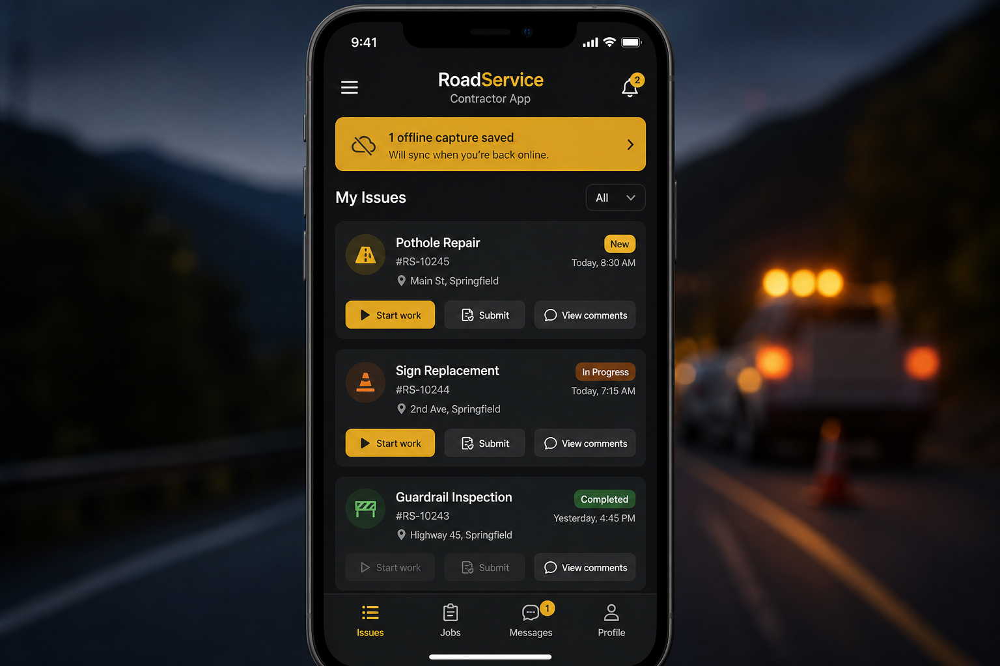 9:41
RoadService
2
Contractor App
1 offline capture saved
Will sync when you're back online.
My Issues
All
Pothole Repair
New
#RS-10245
Today, 8:30 AM
Main St, Springfield
Start work
Submit
View comments
Sign Replacement
In Progress
#RS-10244
Today, 7:15 AM
2nd Ave, Springfield
Start work
Submit
View comments
Guardrail Inspection
Completed
#RS-10243
Yesterday, 4:45 PM
Highway 45, Springfield
Start work
Submit
View comments
1
Issues
Jobs
Messages
Profile